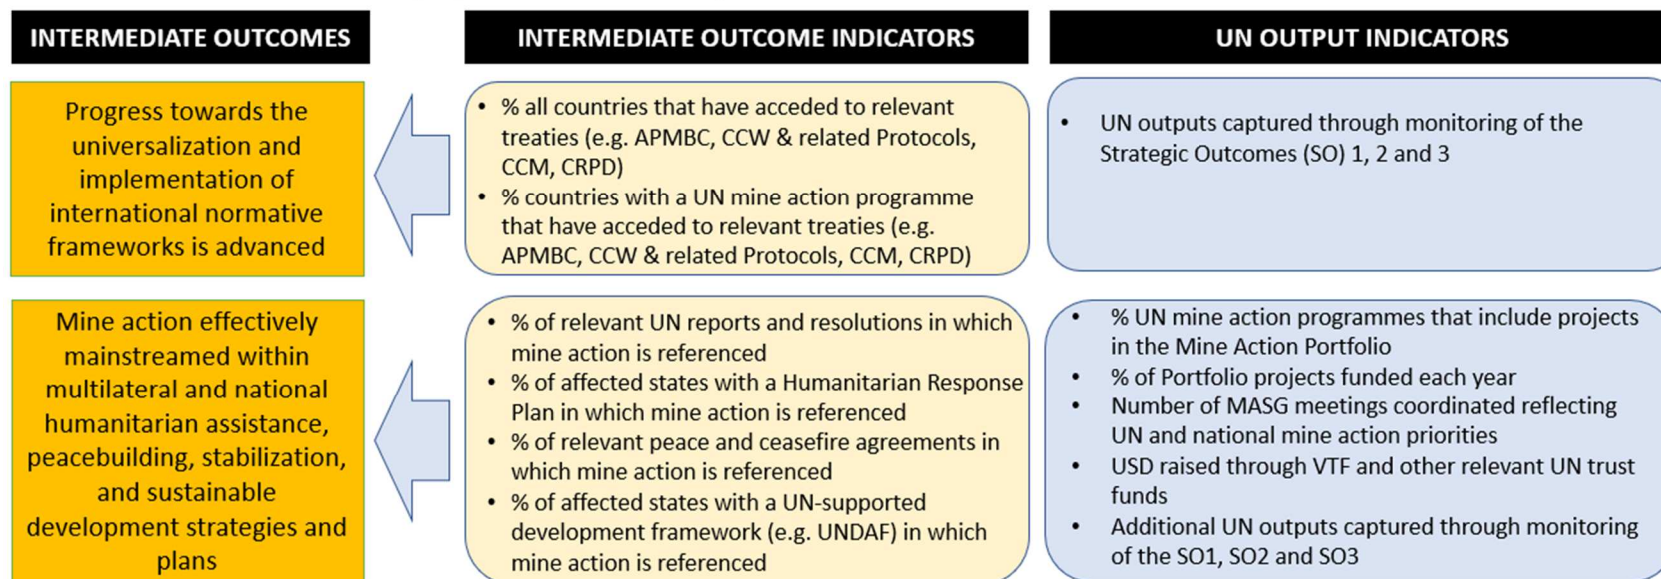 INTERMEDIATE OUTCOMES
INTERMEDIATE OUTCOME INDICATORS
UN OUTPUT INDICATORS
Progress towards the
universalization and
implementation of
international normative
frameworks is advanced
• % all countries that have acceded to relevant
treaties (e.g. APMBC, CCW & related Protocols,
CCM, CRPD)
• % countries with a UN mine action programme
that have acceded to relevant treaties (e.g.
APMBC, CCW & related Protocols, CCM, CRPD)
• UN outputs captured through monitoring of the
Strategic Outcomes (SO) 1, 2 and 3
Mine action effectively
mainstreamed within
multilateral and national
humanitarian assistance,
peacebuilding, stabilization,
and sustainable
development strategies and
plans
• % of relevant UN reports and resolutions in which
mine action is referenced
• % of affected states with a Humanitarian Response
Plan in which mine action is referenced
• % of relevant peace and ceasefire agreements in
which mine action is referenced
• % of affected states with a UN-supported
development framework (e.g. UNDAF) in which
mine action is referenced
• % UN mine action programmes that include projects
in the Mine Action Portfolio
• % of Portfolio projects funded each year
• Number of MASG meetings coordinated reflecting
UN and national mine action priorities
• USD raised through VTF and other relevant UN trust
funds
• Additional UN outputs captured through monitoring
of the SO1, SO2 and SO3